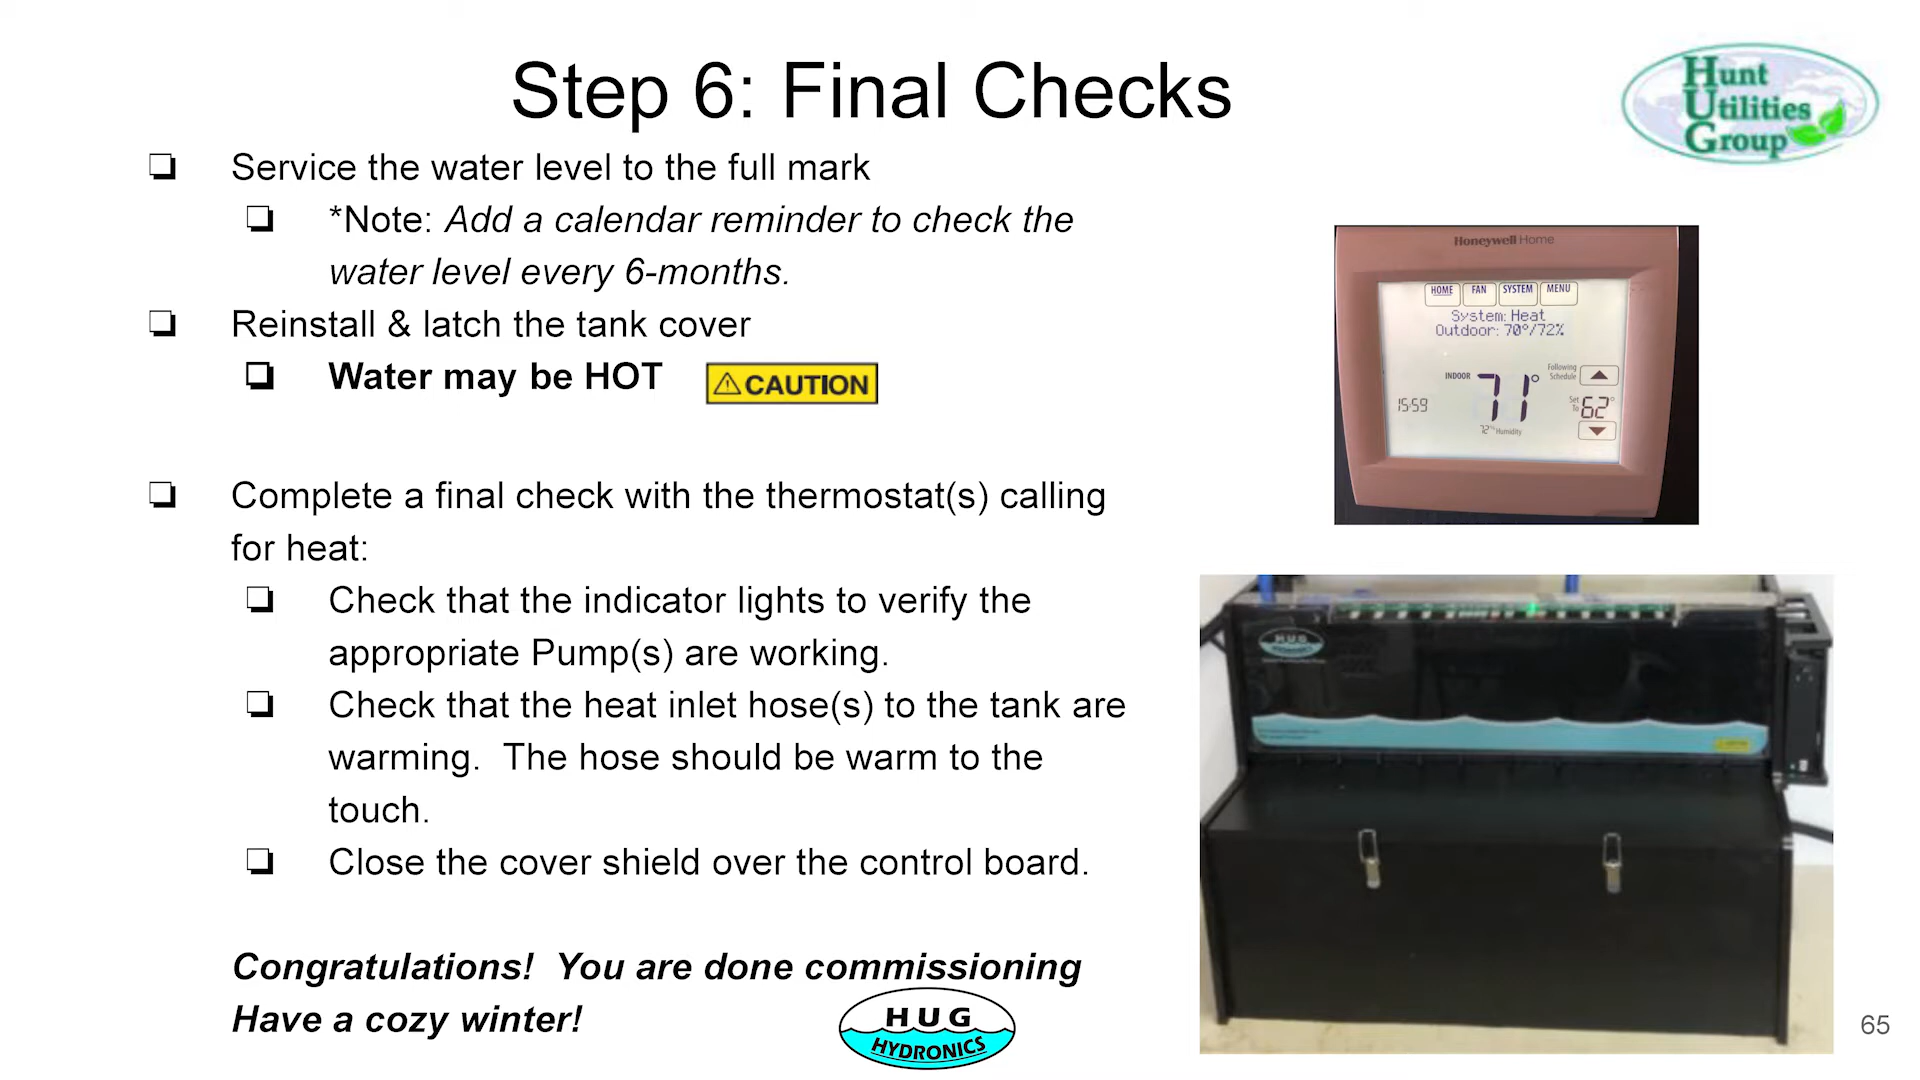 Step 6: Final Checks
Hunt
Utilities
Group
Service the water level to the full mark
*Note: Add a calendar reminder to check the
water level every 6-months.
Reinstall & latch the tank cover
Water may be HOT
CAUTION
Complete a final check with the thermostat(s) calling
for heat:
Check that the indicator lights to verify the
appropriate Pump(s) are working.
Check that the heat inlet hose(s) to the tank are
warming.  The hose should be warm to the
touch.
Close the cover shield over the control board.
Congratulations!  You are done commissioning
Have a cozy winter!
HUG
HYDRONICS
Honeywell Home
HOME FAN SYSTEM MENU
System: Heat
Outdoor: 70°/72%
Following
Schedule
INDOOR 71°
Set
To 62°
15:59
72% Humidity
HUG
65